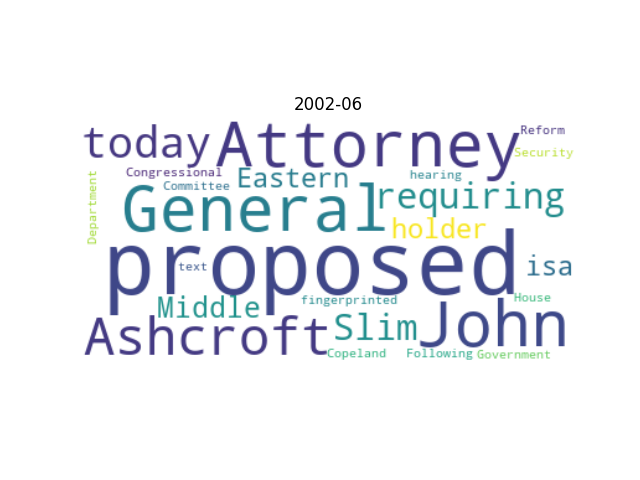 2002-06
today Attorney Reform
Security
Congressional
Committee Eastern hearing
Department General requiring
holder
proposed
text isa
Middle fingerprinted House
Ashcroft Slim John
Copeland Following Government